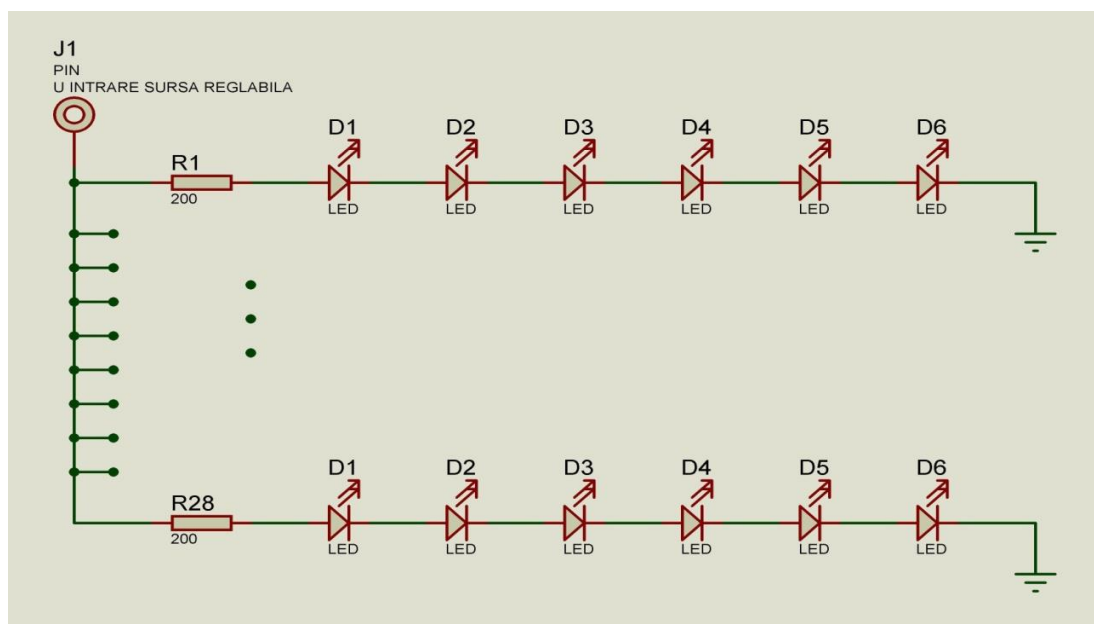 J1
PIN
U INTRARE SURSA REGLABILA
D1 D2 D3 D4 D5 D6
R1
200
LED LED LED LED LED LED
D1 D2 D3 D4 D5 D6
R28
200
LED LED LED LED LED LED